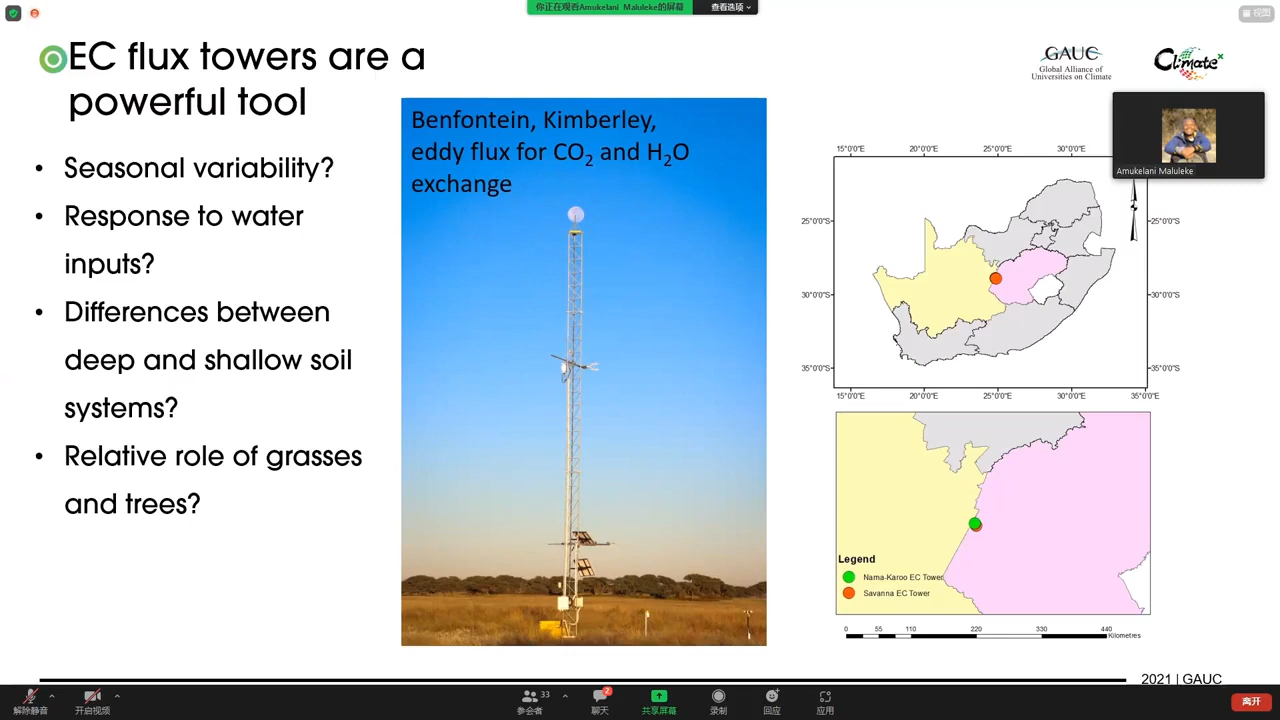 你正在观看Amukelani Maluleke的屏幕
查看选项
视图
EC flux towers are a
powerful tool
• Seasonal variability?
• Response to water
inputs?
• Differences between
deep and shallow soil
systems?
• Relative role of grasses
and trees?
Benfontein, Kimberley,
eddy flux for CO₂ and H₂O
exchange
GAUC
Global Alliance of
Universities on Climate
Climate x
Amukelani Maluleke
15°0'0"E 20°0'0"E 25°0'0"E 30°0'0"E
25°0'0"S 25°0'0"S
30°0'0"S 30°0'0"S
35°0'0"S 35°0'0"S
15°0'0"E 20°0'0"E 25°0'0"E 30°0'0"E 35°0'0"E
Legend
Nama-Karoo EC Tower
Savanna EC Tower
0 55 110 220 330 440
Kilometres
2021 | GAUC
解除静音
开启视频
33
参会者
2
聊天
共享屏幕
录制
回应
应用
离开